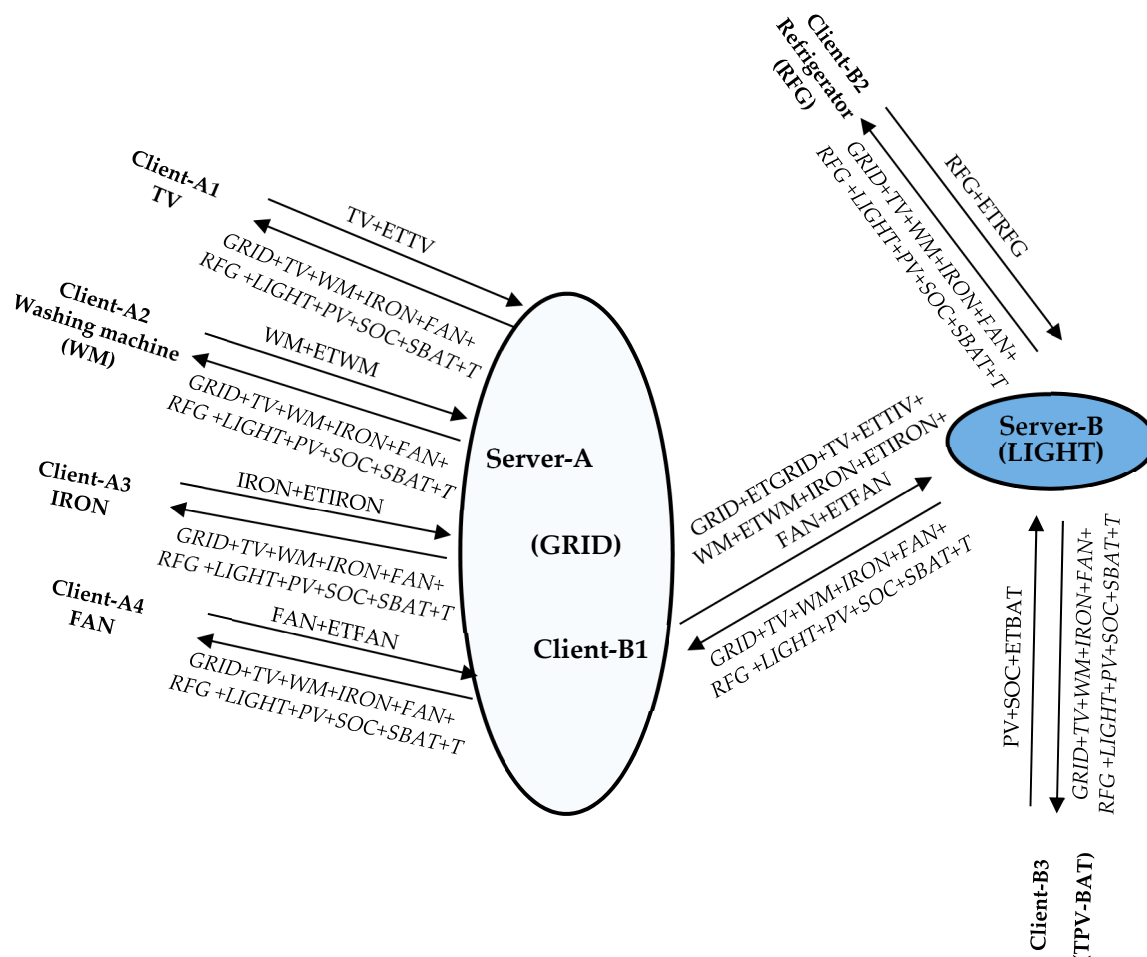 Client-A1
TV
TV+ETTV
GRID+TV+WM+IRON+FAN+
RFG +LIGHT+PV+SOC+SBAT+T
Client-A2
Washing machine
(WM)
WM+ETWM
GRID+TV+WM+IRON+FAN+
RFG +LIGHT+PV+SOC+SBAT+T
Client-A3
IRON
IRON+ETIRON
GRID+TV+WM+IRON+FAN+
RFG +LIGHT+PV+SOC+SBAT+T
Client-A4
FAN
FAN+ETFAN
GRID+TV+WM+IRON+FAN+
RFG +LIGHT+PV+SOC+SBAT+T
Server-A
(GRID)
Client-B1
GRID+ETGRID+TV+ETTIV+
WM+ETWM+IRON+ETIRON+
FAN+ETFAN
GRID+TV+WM+IRON+FAN+
RFG +LIGHT+PV+SOC+SBAT+T
Client-B2
Refrigerator
(RFG)
RFG+ETRFG
GRID+TV+WM+IRON+FAN+
RFG +LIGHT+PV+SOC+SBAT+T
Server-B
(LIGHT)
PV+SOC+ETBAT
GRID+TV+WM+IRON+FAN+
RFG +LIGHT+PV+SOC+SBAT+T
Client-B3
(TPV-BAT)